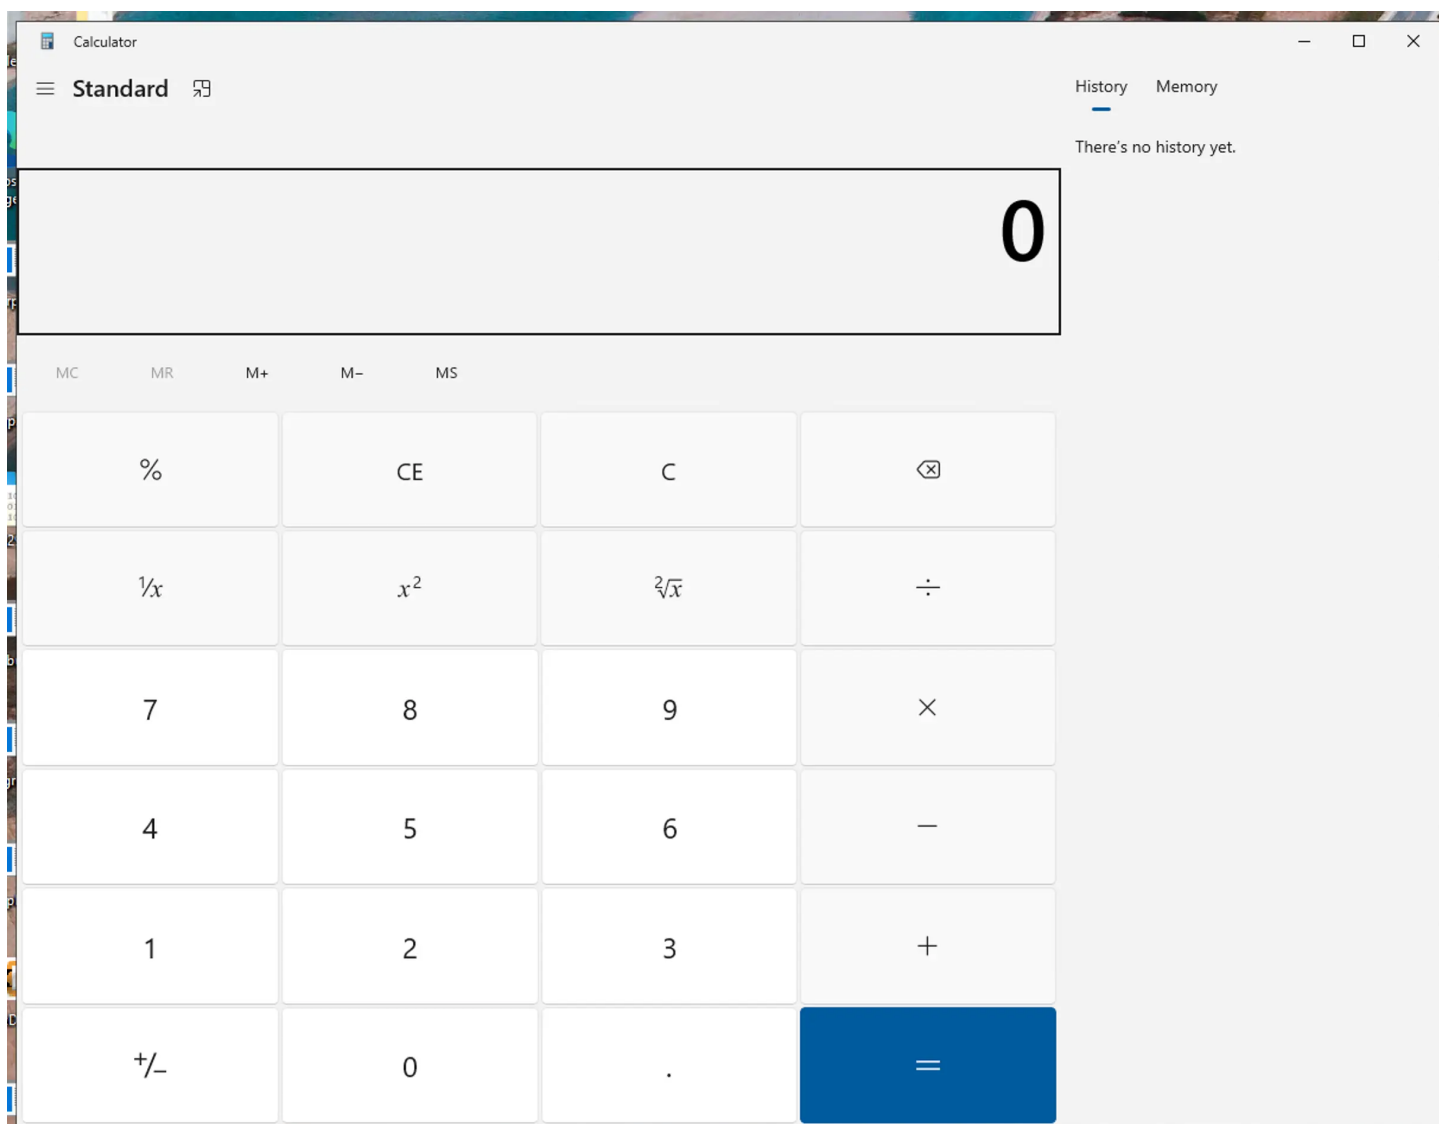 Calculator
Standard
History Memory
There's no history yet.
0
MC MR M+ M− MS
% CE C
¹/x x² ²√x ÷
7 8 9 ×
4 5 6 −
1 2 3 +
+/− 0 . =